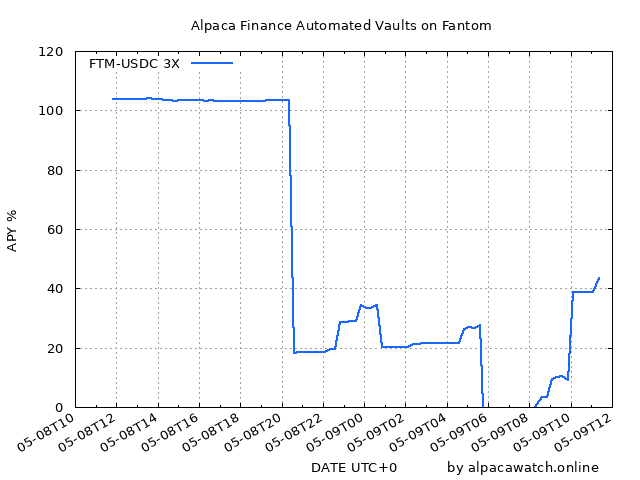 Alpaca Finance Automated Vaults on Fantom
FTM-USDC 3X
APY %
120
100
80
60
40
20
0
05-08T10
05-08T12
05-08T14
05-08T16
05-08T18
05-08T20
05-08T22
05-09T00
05-09T02
05-09T04
05-09T06
05-09T08
05-09T10
05-09T12
DATE UTC+0
by alpacawatch.online